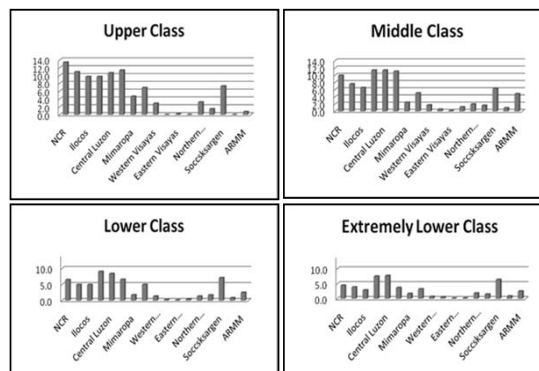 Upper Class
14.0
12.0
10.0
8.0
6.0
4.0
2.0
0.0
NCR
Ilocos
Central Luzon
Mimaropa
Western Visayas
Eastern Visayas
Northern...
Soccsksargen
ARMM
Middle Class
14.0
12.0
10.0
8.0
6.0
4.0
2.0
0.0
NCR
Ilocos
Central Luzon
Mimaropa
Western Visayas
Eastern Visayas
Northern...
Soccsksargen
ARMM
Lower Class
10.0
5.0
0.0
NCR
Ilocos
Central Luzon
Mimaropa
Western...
Eastern...
Northern...
Soccsksargen
ARMM
Extremely Lower Class
10.0
5.0
0.0
NCR
Ilocos
Central Luzon
Mimaropa
Western...
Eastern...
Northern...
Soccsksargen
ARMM